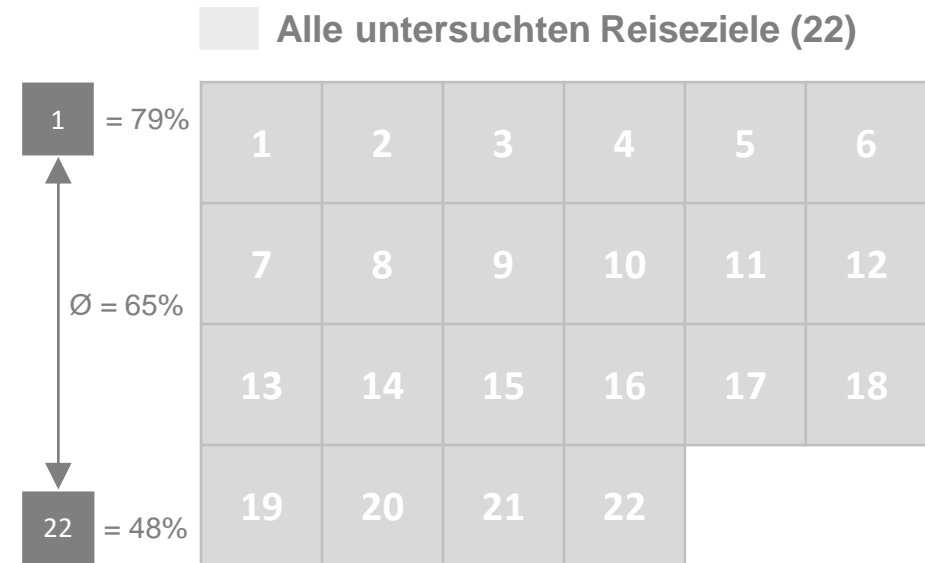 Alle untersuchten Reiseziele (22)
1 = 79%
1 2 3 4 5 6
7 8 9 10 11 12
Ø = 65%
13 14 15 16 17 18
19 20 21 22
22 = 48%